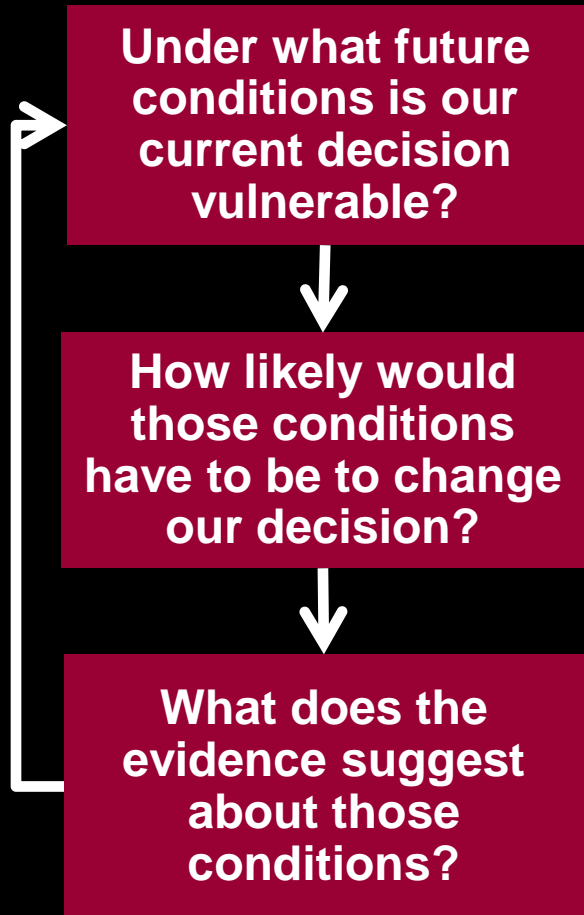 Under what future
conditions is our
current decision
vulnerable?
How likely would
those conditions
have to be to change
our decision?
What does the
evidence suggest
about those
conditions?